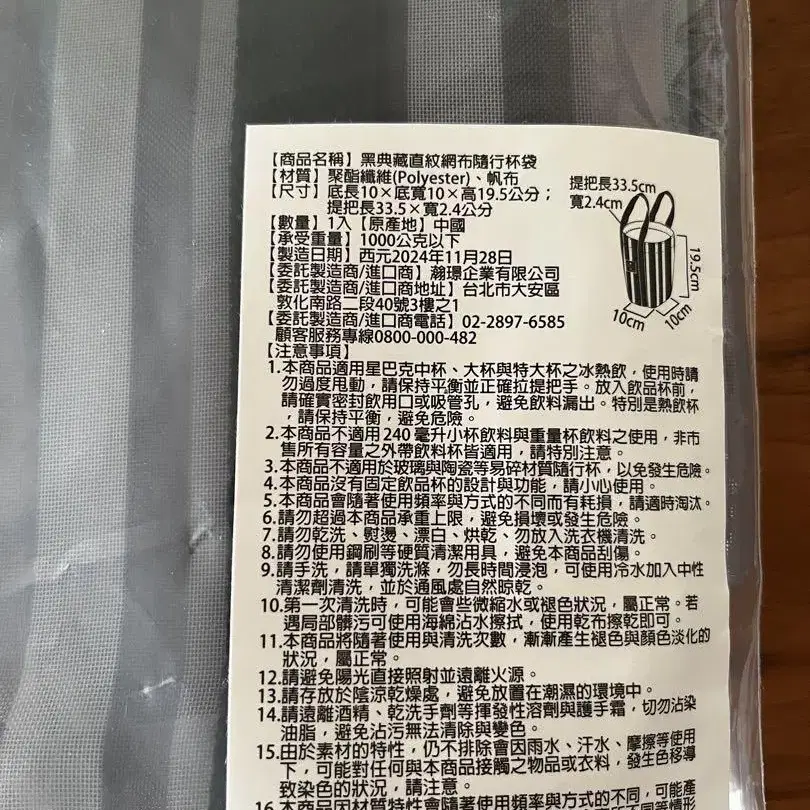 【商品名稱】黑典藏直紋網布隨行杯袋
【材質】聚酯纖維(Polyester)、帆布
【尺寸】底長10×底寬10×高19.5公分；
提把長33.5×寬2.4公分
【數量】1入【原產地】中國
【承受重量】1000公克以下
【製造日期】西元2024年11月28日
【委託製造商/進口商】瀚環企業有限公司
【委託製造商/進口商地址】台北市大安區
敦化南路二段40號3樓之1
【委託製造商/進口商電話】02-2897-6585
顧客服務專線0800-000-482
提把長33.5cm
寬2.4cm
19.5cm
10cm
10cm
【注意事項】
1.本商品適用星巴克中杯、大杯與特大杯之冰熱飲，使用時請
勿過度甩動，請保持平衡並正確拉提把手。放入飲品杯前，
請確實密封飲用口或吸管孔，避免飲料漏出。特別是熱飲杯
，請保持平衡，避免危險。
2.本商品不適用240毫升小杯飲料與重量杯飲料之使用，非市
售所有容量之外帶飲料杯皆適用，請特別注意。
3.本商品不適用於玻璃與陶瓷等易碎材質隨行杯，以免發生危險。
4.本商品沒有固定飲品杯的設計與功能，請小心使用。
5.本商品會隨著使用頻率與方式的不同而有耗損，請適時淘汰。
6.請勿超過本商品承重上限，避免損壞或發生危險。
7.請勿乾洗、熨燙、漂白、烘乾、勿放入洗衣機清洗。
8.請勿使用鋼刷等硬質清潔用具，避免本商品刮傷。
9.請手洗，請單獨洗滌，勿長時間浸泡，可使用冷水加入中性
清潔劑清洗，並於通風處自然晾乾。
10.第一次清洗時，可能會些微縮水或褪色狀況，屬正常。若
遇局部髒污可使用海綿沾水擦拭，使用乾布擦乾即可。
11.本商品將隨著使用與清洗次數，漸漸產生褪色與顏色淡化的
狀況，屬正常。
12.請避免陽光直接照射並遠離火源。
13.請存放於陰涼乾燥處，避免放置在潮濕的環境中。
14.請遠離酒精、乾洗手劑等揮發性溶劑與護手霜，切勿沾染
油脂，避免沾污無法清除與變色。
15.由於素材的特性，仍不排除會因雨水、汗水、摩擦等使用
下，可能對任何與本商品接觸之物品或衣料，發生色移導
致染色的狀況，請注意。
16.本商品因材質特性會隨著使用頻率與方式的不同，可能產